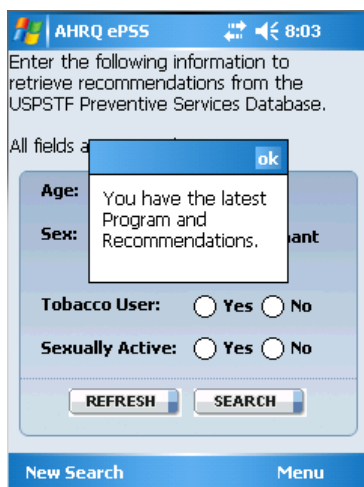 AHRQ ePSS 8:03
Enter the following information to
retrieve recommendations from the
USPSTF Preventive Services Database.
All fields
ok
You have the latest
Program and
Recommendations.
Age:
Sex:
Tobacco User: Yes No
Sexually Active: Yes No
REFRESH SEARCH
New Search Menu